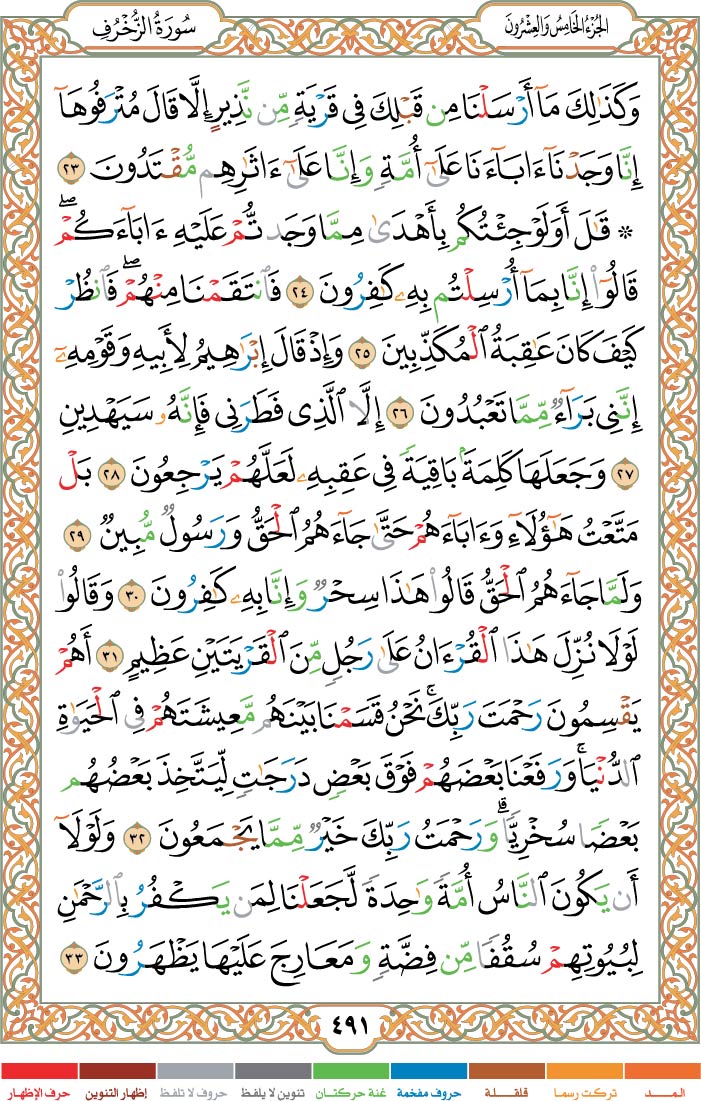 الجُزْءُ الخَامِسُ وَالعِشْرُونَ
سُورَةُ الزُّخْرُفِ
وَكَذَٰلِكَ مَآ أَرْسَلْنَا مِن قَبْلِكَ فِى قَرْيَةٍۢ مِّن نَّذِيرٍ إِلَّا قَالَ مُتْرَفُوهَآ
إِنَّا وَجَدْنَآ ءَابَآءَنَا عَلَىٰٓ أُمَّةٍۢ وَإِنَّا عَلَىٰٓ ءَاثَٰرِهِم مُّقْتَدُونَ ٢٣
۞ قَٰلَ أَوَلَوْ جِئْتُكُم بِأَهْدَىٰ مِمَّا وَجَدتُّمْ عَلَيْهِ ءَابَآءَكُمْ ۖ
قَالُوٓا۟ إِنَّا بِمَآ أُرْسِلْتُم بِهِۦ كَٰفِرُونَ ٢٤ فَٱنتَقَمْنَا مِنْهُمْ ۖ فَٱنظُرْ
كَيْفَ كَانَ عَٰقِبَةُ ٱلْمُكَذِّبِينَ ٢٥ وَإِذْ قَالَ إِبْرَٰهِيمُ لِأَبِيهِ وَقَوْمِهِۦٓ
إِنَّنِى بَرَآءٌۭ مِّمَّا تَعْبُدُونَ ٢٦ إِلَّا ٱلَّذِى فَطَرَنِى فَإِنَّهُۥ سَيَهْدِينِ
٢٧ وَجَعَلَهَا كَلِمَةًۢ بَاقِيَةًۭ فِى عَقِبِهِۦ لَعَلَّهُمْ يَرْجِعُونَ ٢٨ بَلْ
مَتَّعْتُ هَٰٓؤُلَآءِ وَءَابَآءَهُمْ حَتَّىٰ جَآءَهُمُ ٱلْحَقُّ وَرَسُولٌۭ مُّبِينٌۭ ٢٩
وَلَمَّا جَآءَهُمُ ٱلْحَقُّ قَالُوا۟ هَٰذَا سِحْرٌۭ وَإِنَّا بِهِۦ كَٰفِرُونَ ٣٠ وَقَالُوا۟
لَوْلَا نُزِّلَ هَٰذَا ٱلْقُرْءَانُ عَلَىٰ رَجُلٍۢ مِّنَ ٱلْقَرْيَتَيْنِ عَظِيمٍ ٣١ أَهُمْ
يَقْسِمُونَ رَحْمَتَ رَبِّكَ ۚ نَحْنُ قَسَمْنَا بَيْنَهُم مَّعِيشَتَهُمْ فِى ٱلْحَيَوٰةِ
ٱلدُّنْيَا ۚ وَرَفَعْنَا بَعْضَهُمْ فَوْقَ بَعْضٍۢ دَرَجَٰتٍۢ لِّيَتَّخِذَ بَعْضُهُم
بَعْضًۭا سُخْرِيًّۭا ۗ وَرَحْمَتُ رَبِّكَ خَيْرٌۭ مِّمَّا يَجْمَعُونَ ٣٢ وَلَوْلَآ
أَن يَكُونَ ٱلنَّاسُ أُمَّةًۭ وَٰحِدَةًۭ لَّجَعَلْنَا لِمَن يَكْفُرُ بِٱلرَّحْمَٰنِ
لِبُيُوتِهِمْ سُقُفًۭا مِّن فِضَّةٍۢ وَمَعَارِجَ عَلَيْهَا يَظْهَرُونَ ٣٣
٤٩١
المـــد
تركت رسما
قلقـــلة
حروف مفخمة
غنة حركتـان
تنوين لا يلفظ
حروف لا تلفظ
إظهار التنوين
حرف الإظهار